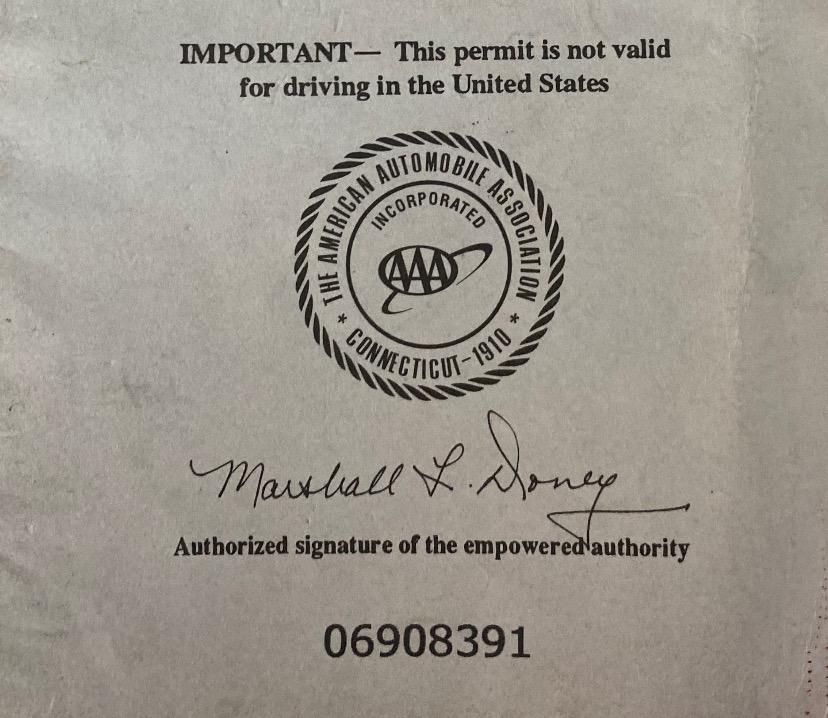 IMPORTANT— This permit is not valid
for driving in the United States
THE AMERICAN AUTOMOBILE ASSOCIATION
INCORPORATED
AAA
* CONNECTICUT-1910 *
Marshall L. Doney
Authorized signature of the empowered authority
06908391